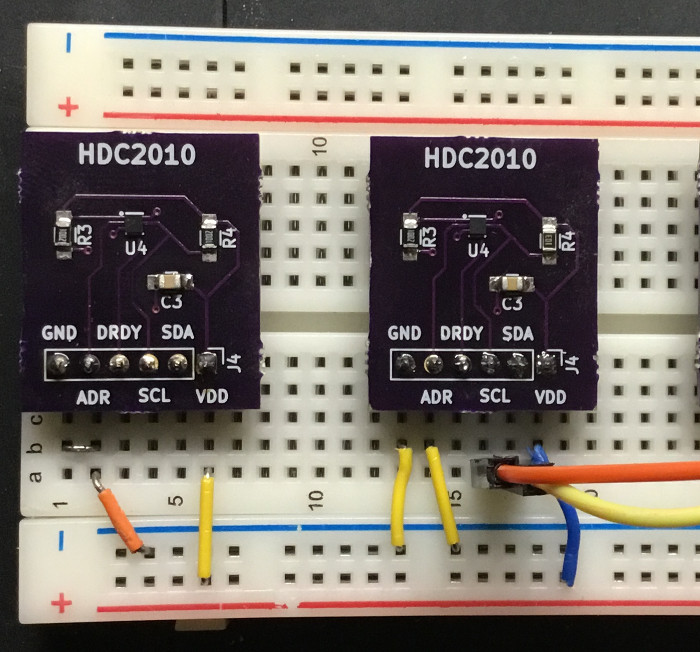 −
+
10
HDC2010
HDC2010
R3
U4
R4
C3
R3
U4
R4
C3
GND DRDY SDA
ADR SCL VDD
J4
GND DRDY SDA
ADR SCL VDD
J4
c
b
a
1
5
10
15
−
+